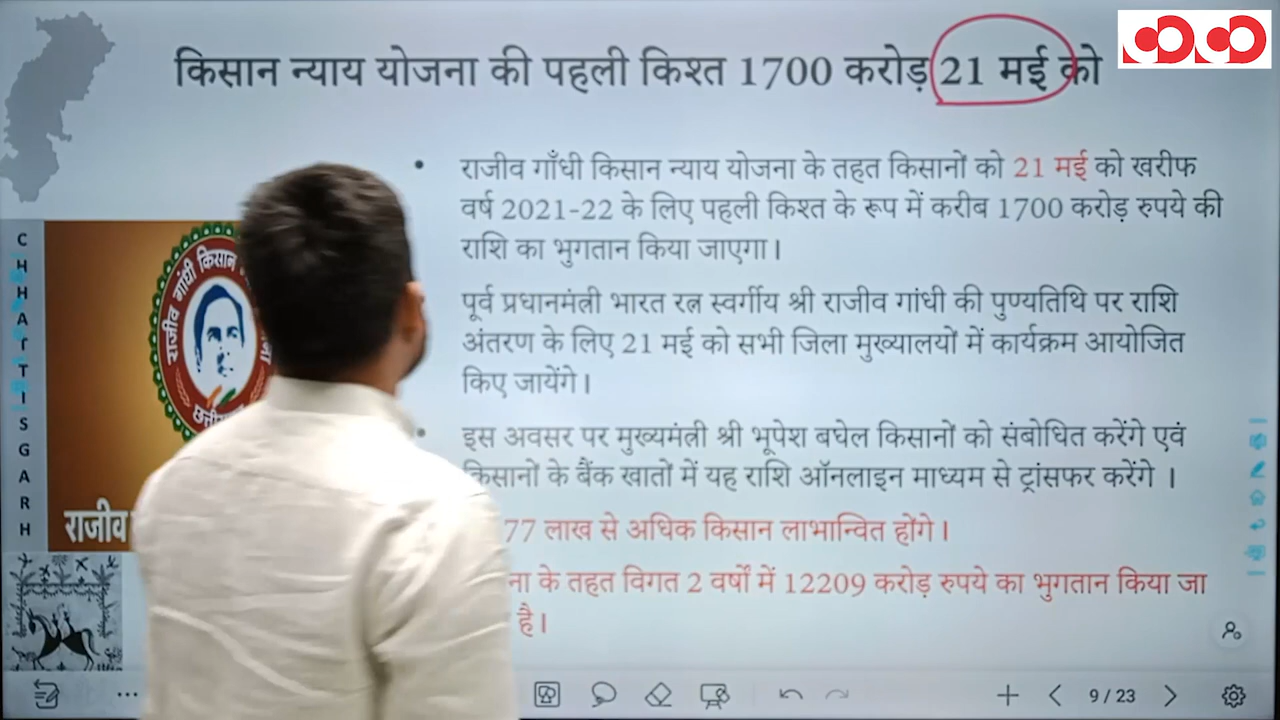 किसान न्याय योजना की पहली किश्त 1700 करोड़ 21 मई को
राजीव गाँधी किसान न्याय योजना के तहत किसानों को 21 मई को खरीफ
वर्ष 2021-22 के लिए पहली किश्त के रूप में करीब 1700 करोड़ रुपये की
राशि का भुगतान किया जाएगा।
पूर्व प्रधानमंत्री भारत रत्न स्वर्गीय श्री राजीव गांधी की पुण्यतिथि पर राशि
अंतरण के लिए 21 मई को सभी जिला मुख्यालयों में कार्यक्रम आयोजित
किए जायेंगे।
इस अवसर पर मुख्यमंत्री श्री भूपेश बघेल किसानों को संबोधित करेंगे एवं
किसानों के बैंक खातों में यह राशि ऑनलाइन माध्यम से ट्रांसफर करेंगे ।
77 लाख से अधिक किसान लाभान्वित होंगे।
के तहत विगत 2 वर्षों में 12209 करोड़ रुपये का भुगतान किया जा
है।
CHHATTISGARH
राजीव गांधी किसान
राजीव
9/23